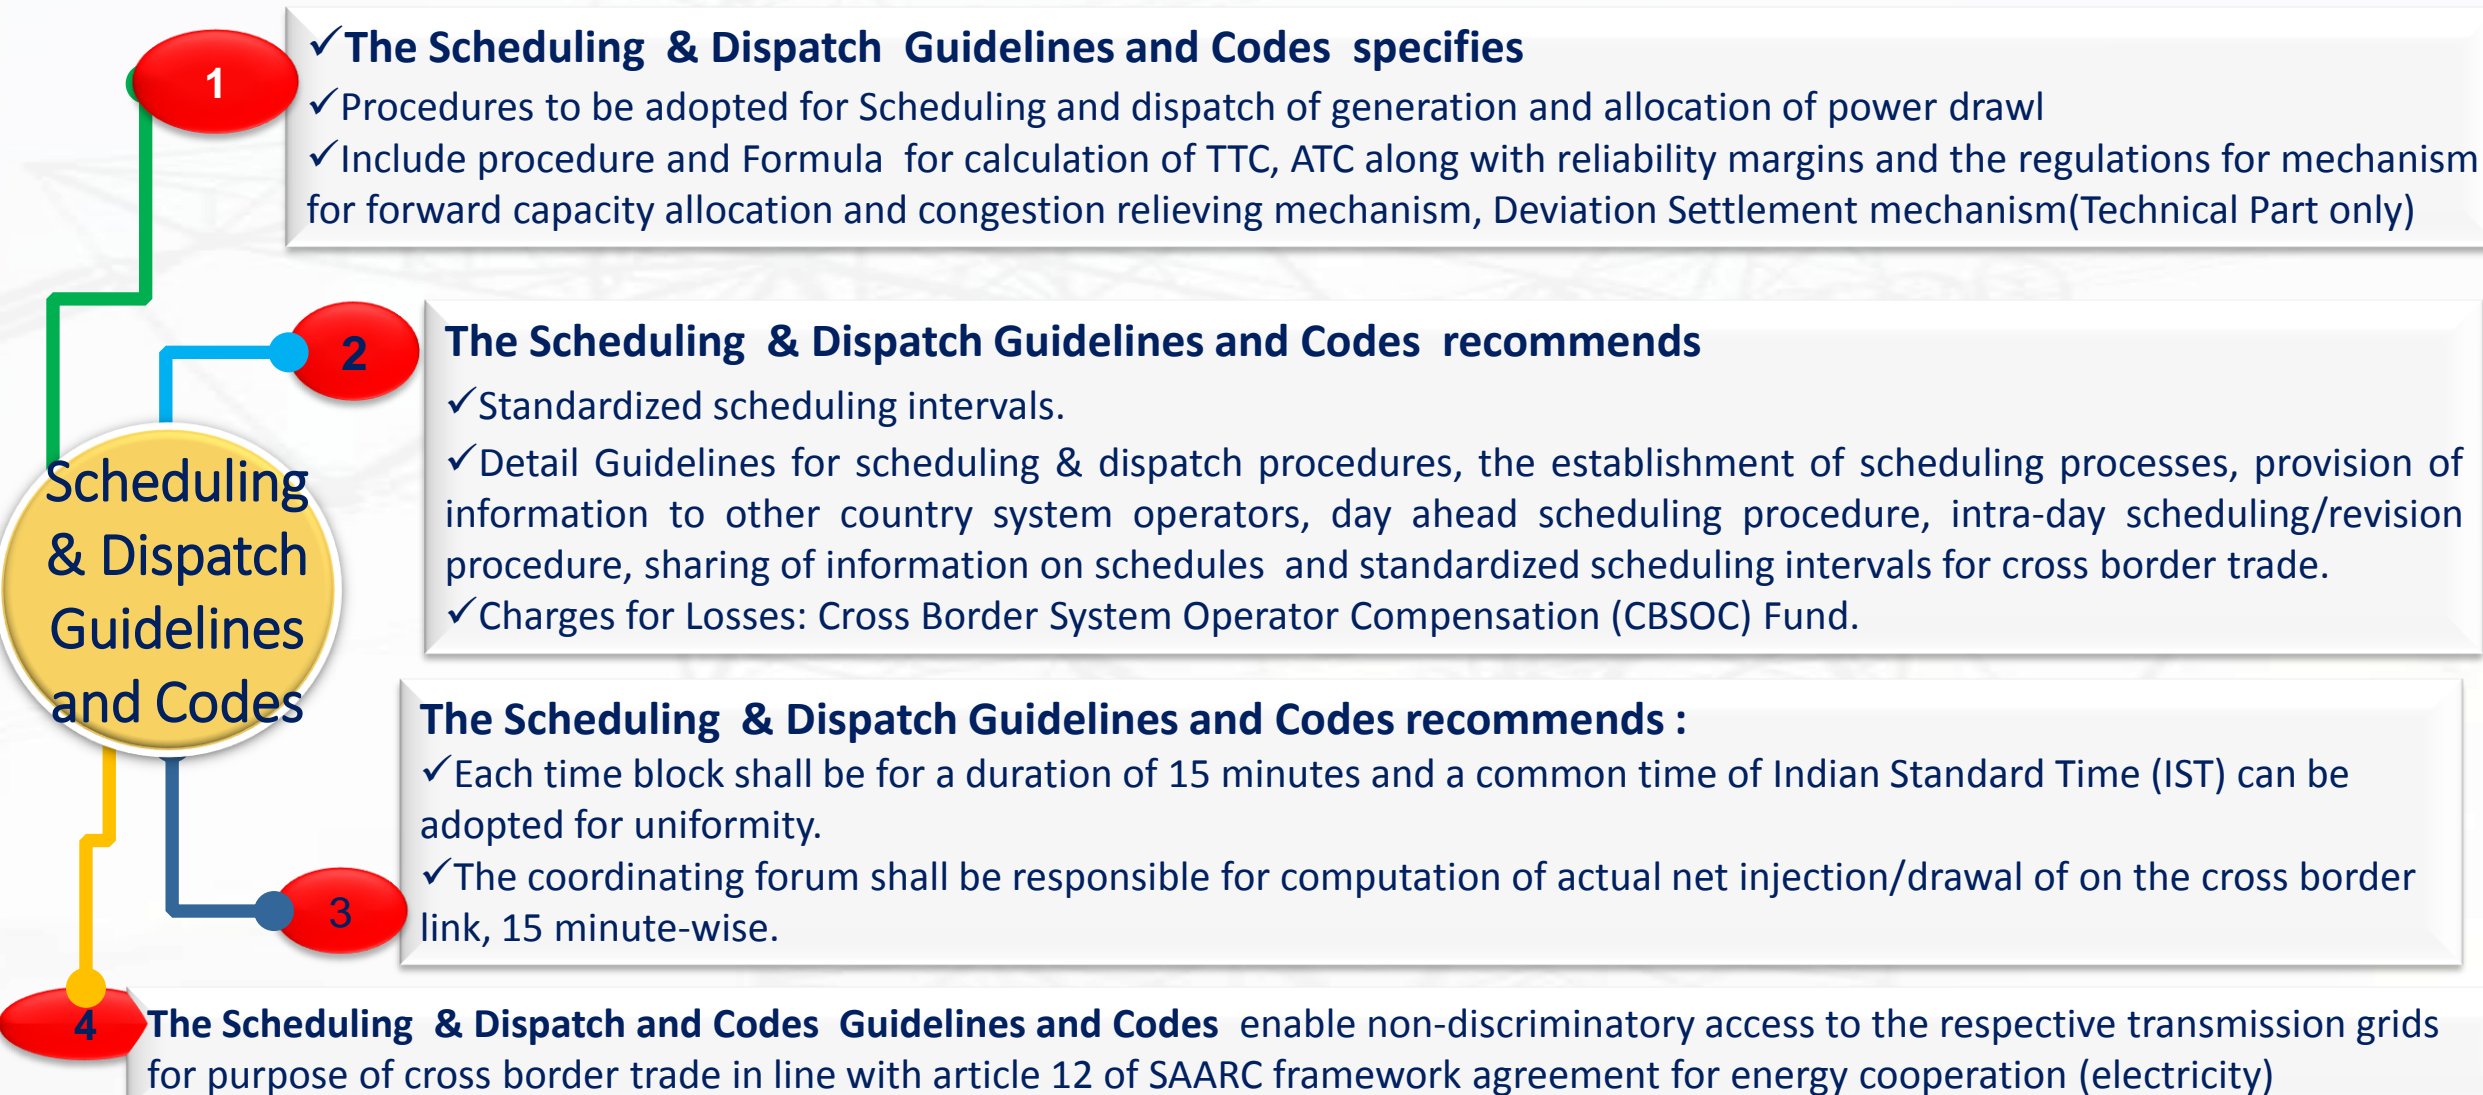 1
✓The Scheduling & Dispatch Guidelines and Codes specifies
✓Procedures to be adopted for Scheduling and dispatch of generation and allocation of power drawl
✓Include procedure and Formula for calculation of TTC, ATC along with reliability margins and the regulations for mechanism
for forward capacity allocation and congestion relieving mechanism, Deviation Settlement mechanism(Technical Part only)
2
The Scheduling & Dispatch Guidelines and Codes recommends
✓Standardized scheduling intervals.
✓Detail Guidelines for scheduling & dispatch procedures, the establishment of scheduling processes, provision of
information to other country system operators, day ahead scheduling procedure, intra-day scheduling/revision
procedure, sharing of information on schedules and standardized scheduling intervals for cross border trade.
✓Charges for Losses: Cross Border System Operator Compensation (CBSOC) Fund.
Scheduling
& Dispatch
Guidelines
and Codes
3
The Scheduling & Dispatch Guidelines and Codes recommends :
✓Each time block shall be for a duration of 15 minutes and a common time of Indian Standard Time (IST) can be
adopted for uniformity.
✓The coordinating forum shall be responsible for computation of actual net injection/drawal of on the cross border
link, 15 minute-wise.
4
The Scheduling & Dispatch and Codes Guidelines and Codes enable non-discriminatory access to the respective transmission grids
for purpose of cross border trade in line with article 12 of SAARC framework agreement for energy cooperation (electricity)